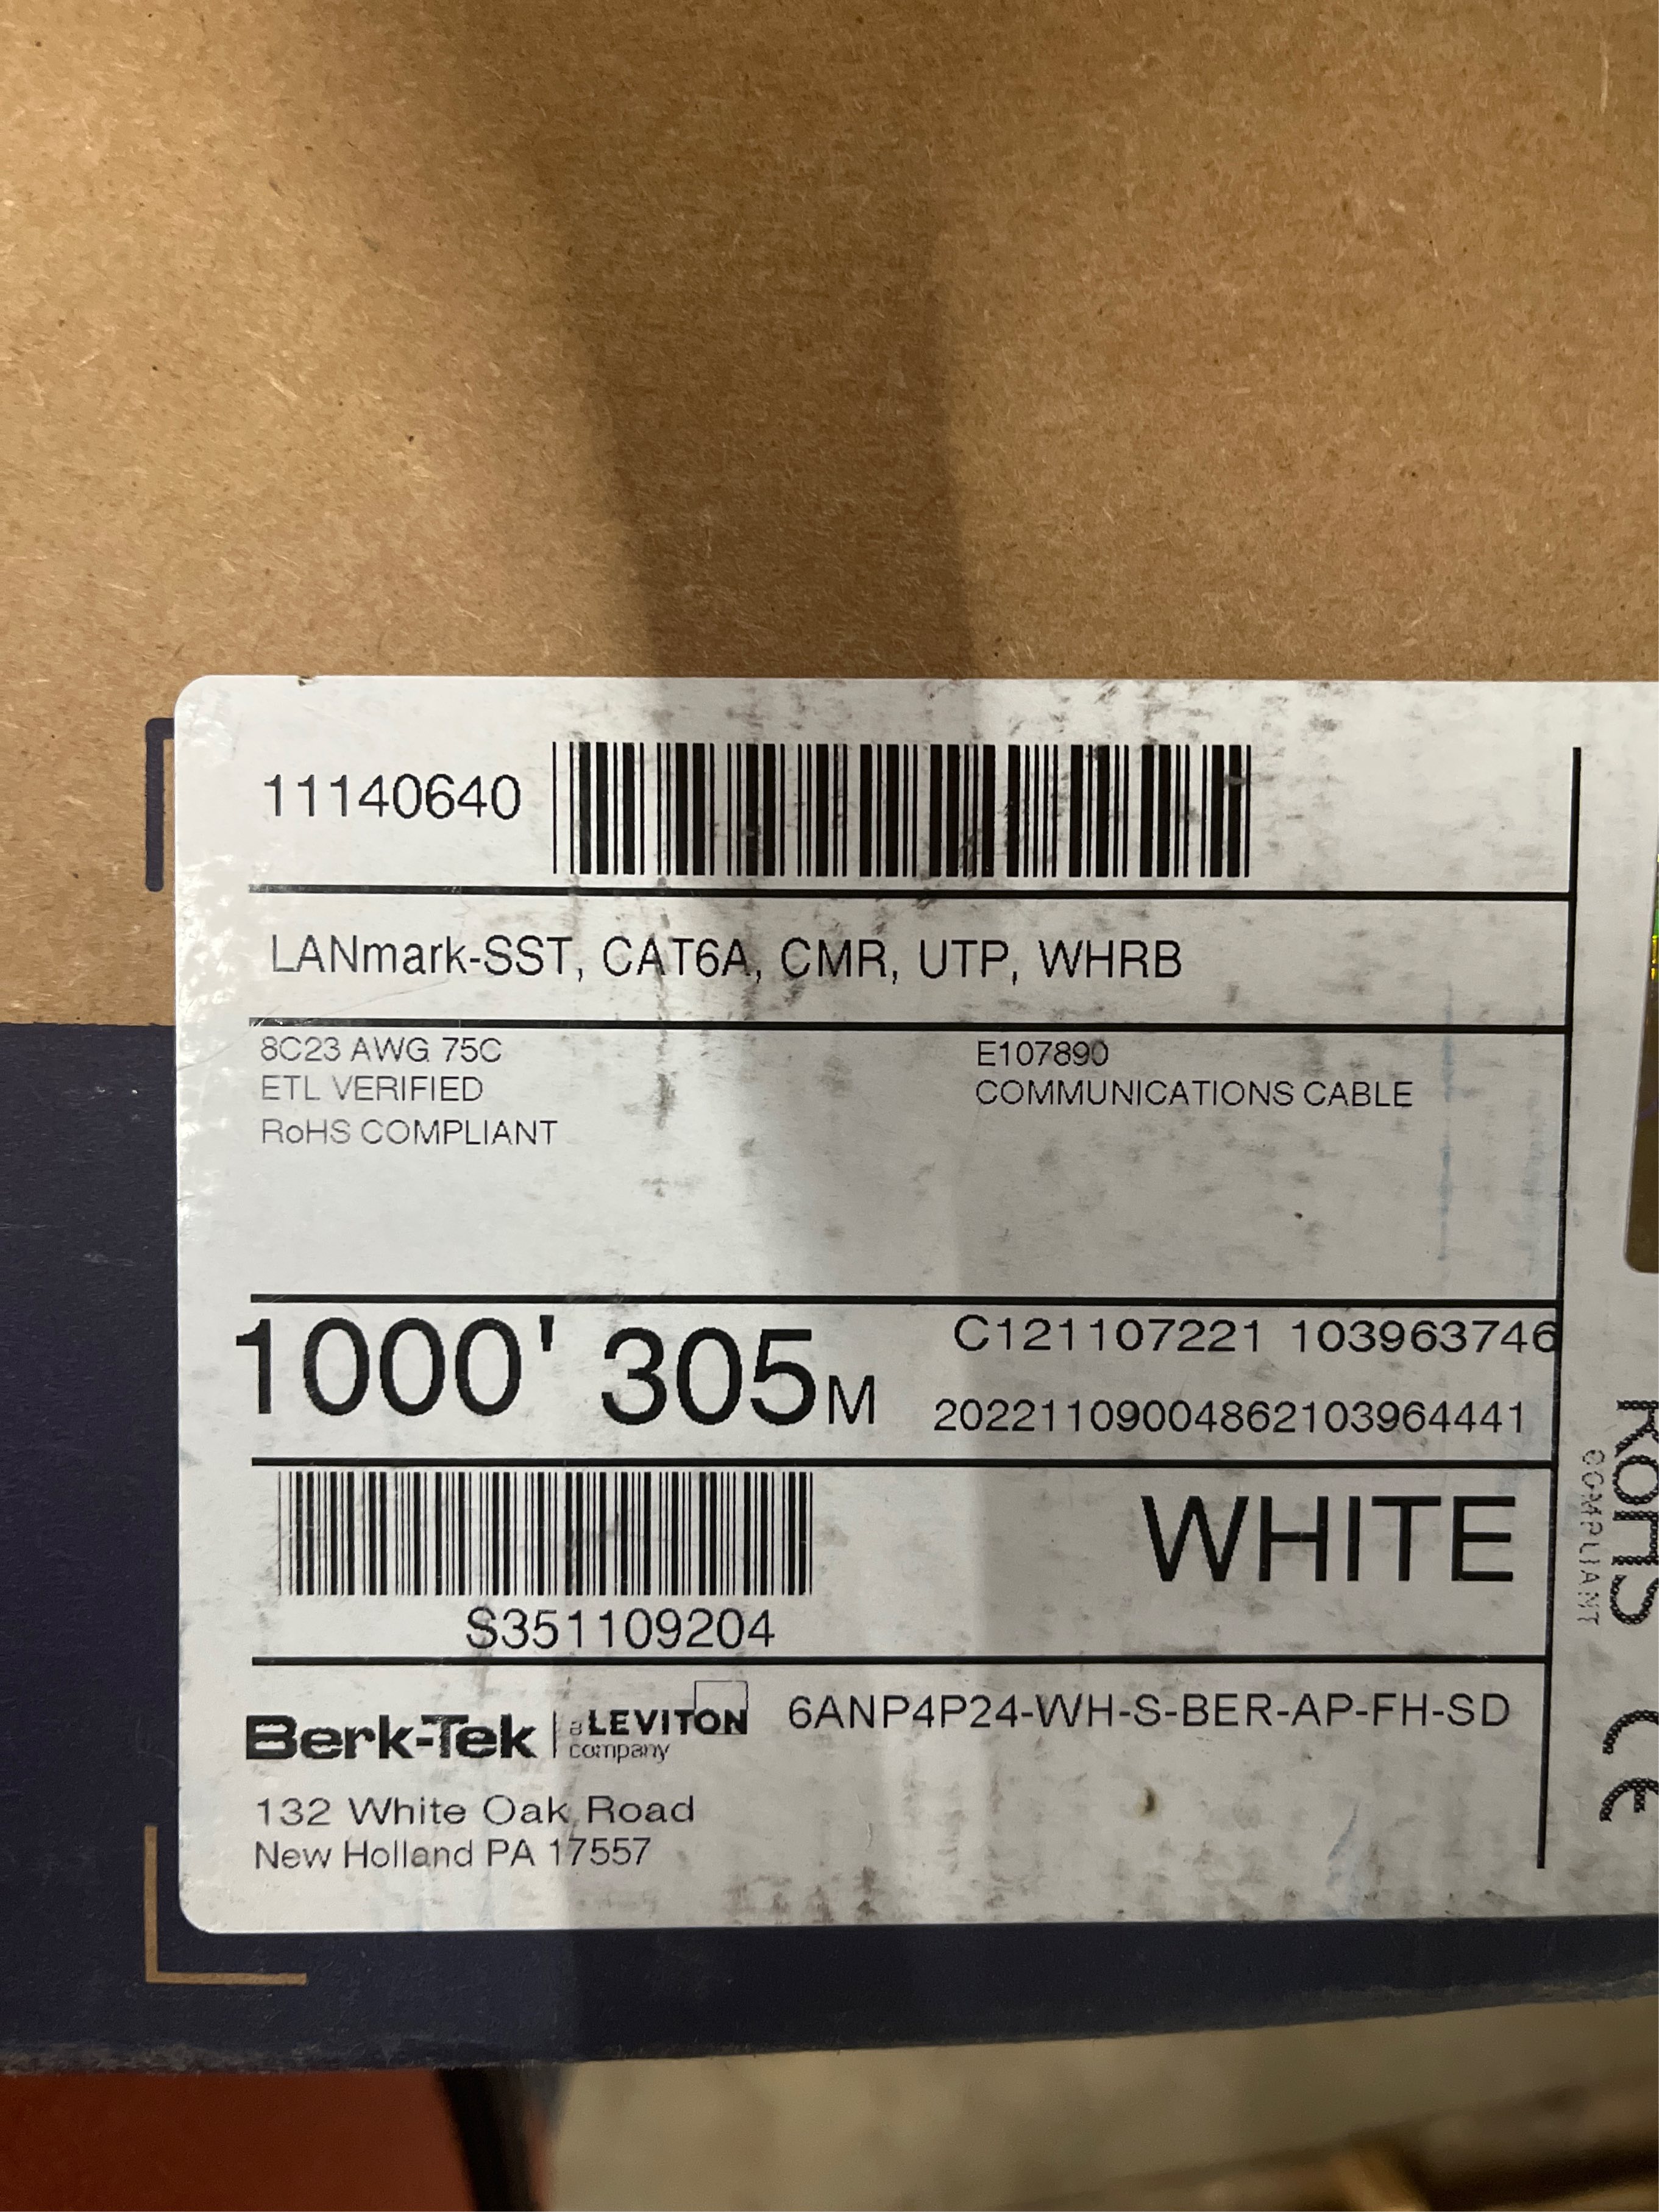 11140640
LANmark-SST, CAT6A, CMR, UTP, WHRB
8C23 AWG 75C
ETL VERIFIED
RoHS COMPLIANT
E107890
COMMUNICATIONS CABLE
1000' 305M
C121107221 103963746
20221109004862103964441
S351109204
WHITE
Berk-Tek a LEVITON
company
6ANP4P24-WH-S-BER-AP-FH-SD
132 White Oak Road
New Holland PA 17557
RoHS
COMPLIANT
CE